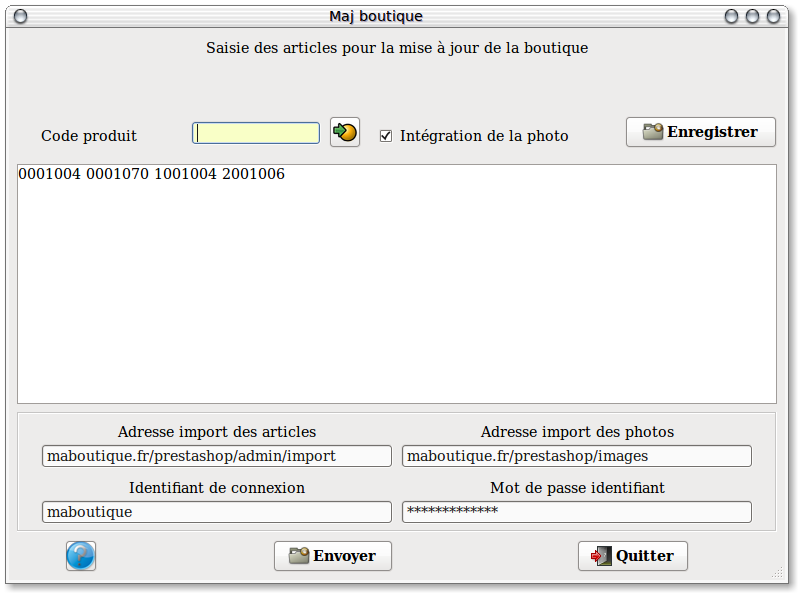 Maj boutique
Saisie des articles pour la mise à jour de la boutique
Code produit
Intégration de la photo
Enregistrer
0001004 0001070 1001004 2001006
Adresse import des articles
Adresse import des photos
maboutique.fr/prestashop/admin/import
maboutique.fr/prestashop/images
Identifiant de connexion
Mot de passe identifiant
maboutique
*************
Envoyer
Quitter